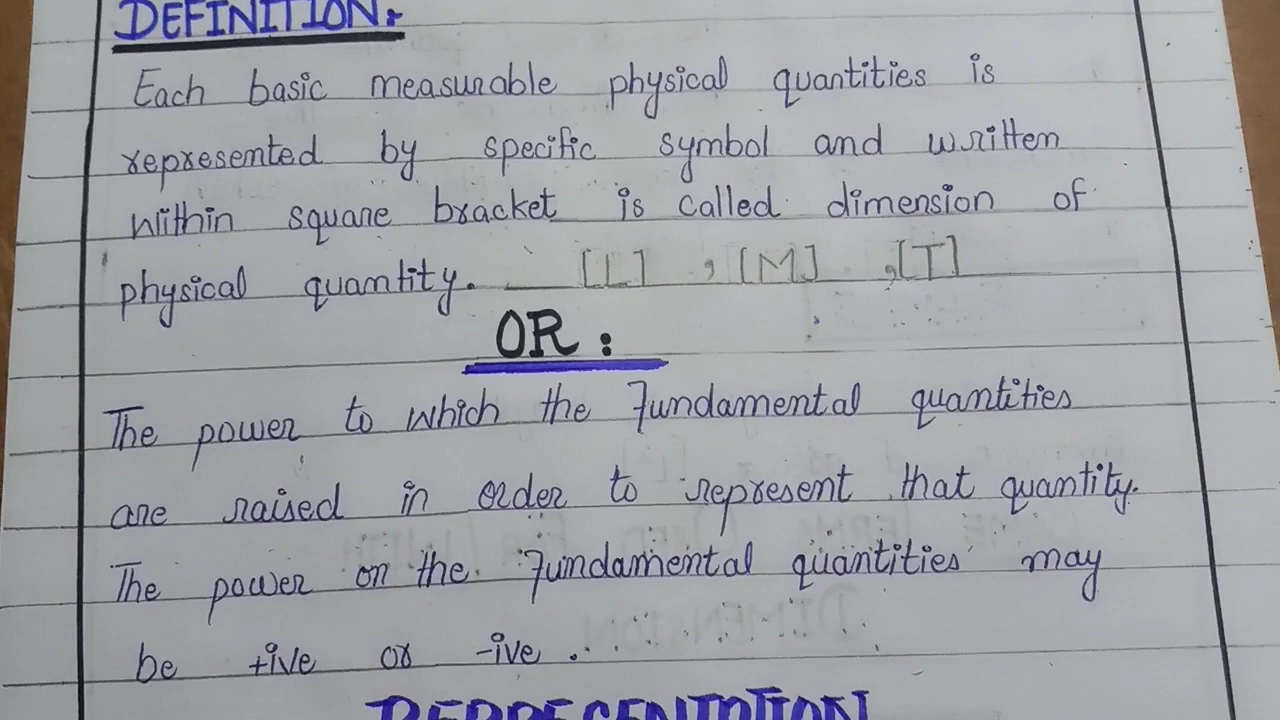 DEFINITION:
Each basic measurable physical quantities is
represented by specific symbol and written
within square bracket is called dimension of
physical quantity. [L] , [M] , [T]
OR :
The power to which the fundamental quantities
are raised in order to represent that quantity.
The power on the fundamental quantities may
be +ive or -ive .
REPRESENTATION